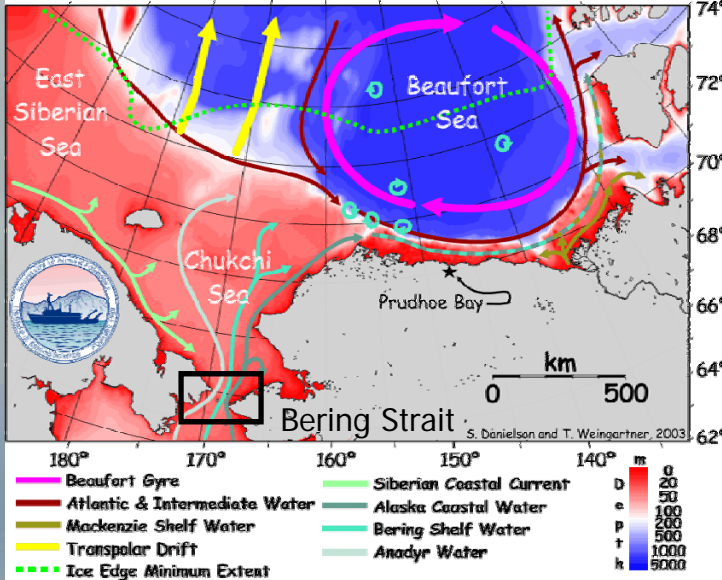 74°
72°
70°
68°
66°
64°
62°
East
Siberian
Sea
Beaufort
Sea
Chukchi
Sea
Prudhoe Bay
km
0 500
Bering Strait
S. Danielson and T. Weingartner, 2003
180° 170° 160° 150° 140°
Beaufort Gyre
Atlantic & Intermediate Water
Mackenzie Shelf Water
Transpolar Drift
Ice Edge Minimum Extent
Siberian Coastal Current
Alaska Coastal Water
Bering Shelf Water
Anadyr Water
Depth
m
0
20
50
100
200
500
1000
5000